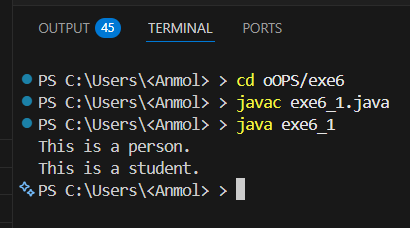 OUTPUT 45 TERMINAL PORTS
PS C:\Users\<Anmol> > cd oOPS/exe6
PS C:\Users\<Anmol> > javac exe6_1.java
PS C:\Users\<Anmol> > java exe6_1
This is a person.
This is a student.
PS C:\Users\<Anmol> >